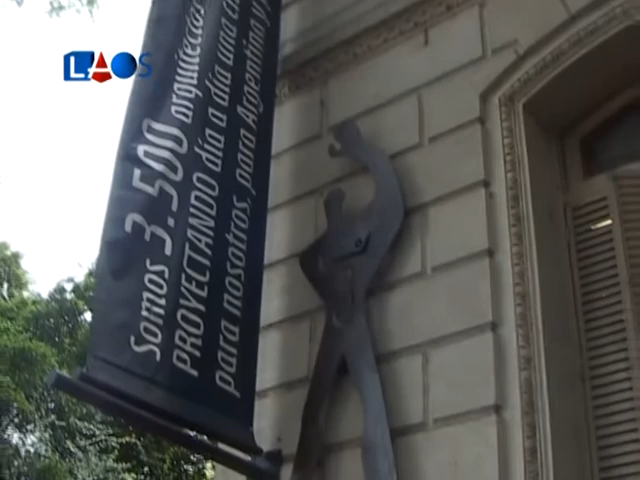 LAOS
Somos 3.500 arquitectos
PROYECTANDO día a día una
para nosotros, para Argentina y